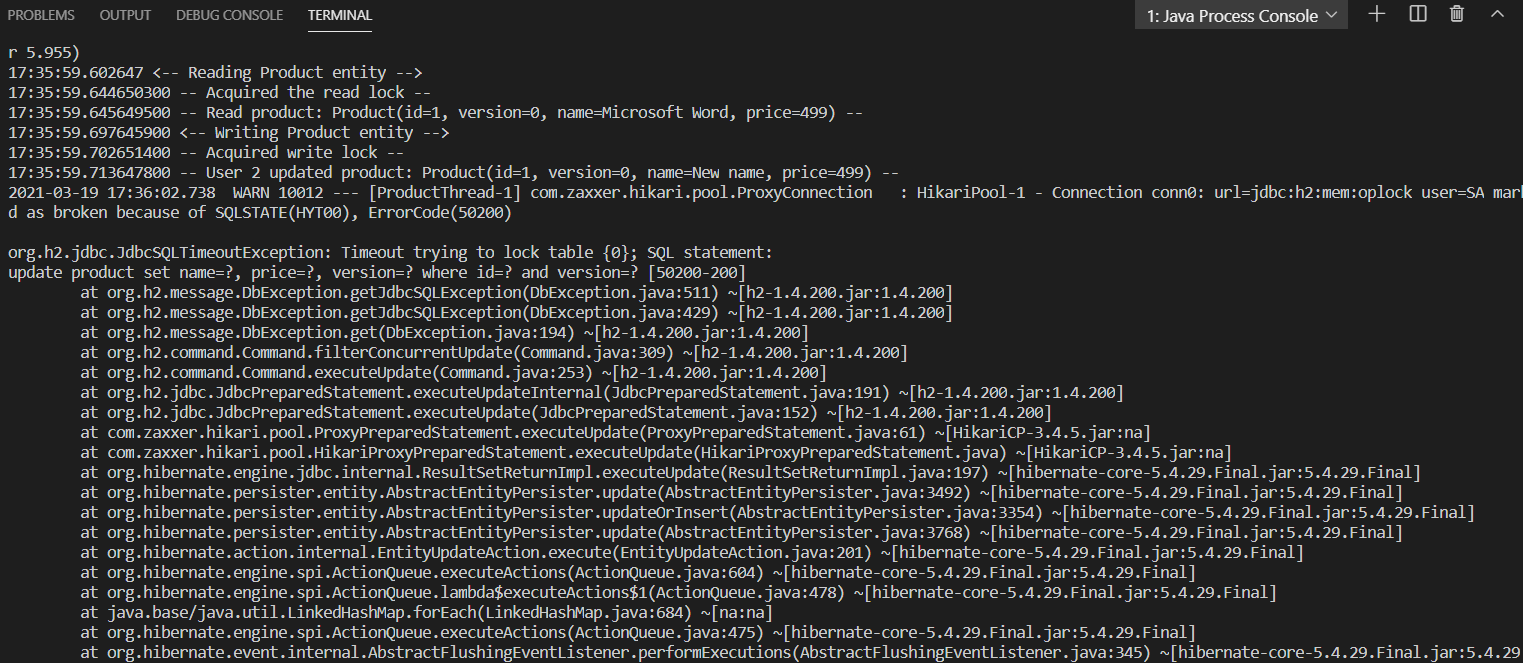 PROBLEMS OUTPUT DEBUG CONSOLE TERMINAL 1: Java Process Console
r 5.955)
17:35:59.602647 <-- Reading Product entity -->
17:35:59.644650300 -- Acquired the read lock --
17:35:59.645649500 -- Read product: Product(id=1, version=0, name=Microsoft Word, price=499) --
17:35:59.697645900 <-- Writing Product entity -->
17:35:59.702651400 -- Acquired write lock --
17:35:59.713647800 -- User 2 updated product: Product(id=1, version=0, name=New name, price=499) --
2021-03-19 17:36:02.738  WARN 10012 --- [ProductThread-1] com.zaxxer.hikari.pool.ProxyConnection   : HikariPool-1 - Connection conn0: url=jdbc:h2:mem:oplock user=SA mark
d as broken because of SQLSTATE(HYT00), ErrorCode(50200)
org.h2.jdbc.JdbcSQLTimeoutException: Timeout trying to lock table {0}; SQL statement:
update product set name=?, price=?, version=? where id=? and version=? [50200-200]
at org.h2.message.DbException.getJdbcSQLException(DbException.java:511) ~[h2-1.4.200.jar:1.4.200]
at org.h2.message.DbException.getJdbcSQLException(DbException.java:429) ~[h2-1.4.200.jar:1.4.200]
at org.h2.message.DbException.get(DbException.java:194) ~[h2-1.4.200.jar:1.4.200]
at org.h2.command.Command.filterConcurrentUpdate(Command.java:309) ~[h2-1.4.200.jar:1.4.200]
at org.h2.command.Command.executeUpdate(Command.java:253) ~[h2-1.4.200.jar:1.4.200]
at org.h2.jdbc.JdbcPreparedStatement.executeUpdateInternal(JdbcPreparedStatement.java:191) ~[h2-1.4.200.jar:1.4.200]
at org.h2.jdbc.JdbcPreparedStatement.executeUpdate(JdbcPreparedStatement.java:152) ~[h2-1.4.200.jar:1.4.200]
at com.zaxxer.hikari.pool.ProxyPreparedStatement.executeUpdate(ProxyPreparedStatement.java:61) ~[HikariCP-3.4.5.jar:na]
at com.zaxxer.hikari.pool.HikariProxyPreparedStatement.executeUpdate(HikariProxyPreparedStatement.java) ~[HikariCP-3.4.5.jar:na]
at org.hibernate.engine.jdbc.internal.ResultSetReturnImpl.executeUpdate(ResultSetReturnImpl.java:197) ~[hibernate-core-5.4.29.Final.jar:5.4.29.Final]
at org.hibernate.persister.entity.AbstractEntityPersister.update(AbstractEntityPersister.java:3492) ~[hibernate-core-5.4.29.Final.jar:5.4.29.Final]
at org.hibernate.persister.entity.AbstractEntityPersister.updateOrInsert(AbstractEntityPersister.java:3354) ~[hibernate-core-5.4.29.Final.jar:5.4.29.Final]
at org.hibernate.persister.entity.AbstractEntityPersister.update(AbstractEntityPersister.java:3768) ~[hibernate-core-5.4.29.Final.jar:5.4.29.Final]
at org.hibernate.action.internal.EntityUpdateAction.execute(EntityUpdateAction.java:201) ~[hibernate-core-5.4.29.Final.jar:5.4.29.Final]
at org.hibernate.engine.spi.ActionQueue.executeActions(ActionQueue.java:604) ~[hibernate-core-5.4.29.Final.jar:5.4.29.Final]
at org.hibernate.engine.spi.ActionQueue.lambda$executeActions$1(ActionQueue.java:478) ~[hibernate-core-5.4.29.Final.jar:5.4.29.Final]
at java.base/java.util.LinkedHashMap.forEach(LinkedHashMap.java:684) ~[na:na]
at org.hibernate.engine.spi.ActionQueue.executeActions(ActionQueue.java:475) ~[hibernate-core-5.4.29.Final.jar:5.4.29.Final]
at org.hibernate.event.internal.AbstractFlushingEventListener.performExecutions(AbstractFlushingEventListener.java:345) ~[hibernate-core-5.4.29.Final.jar:5.4.29